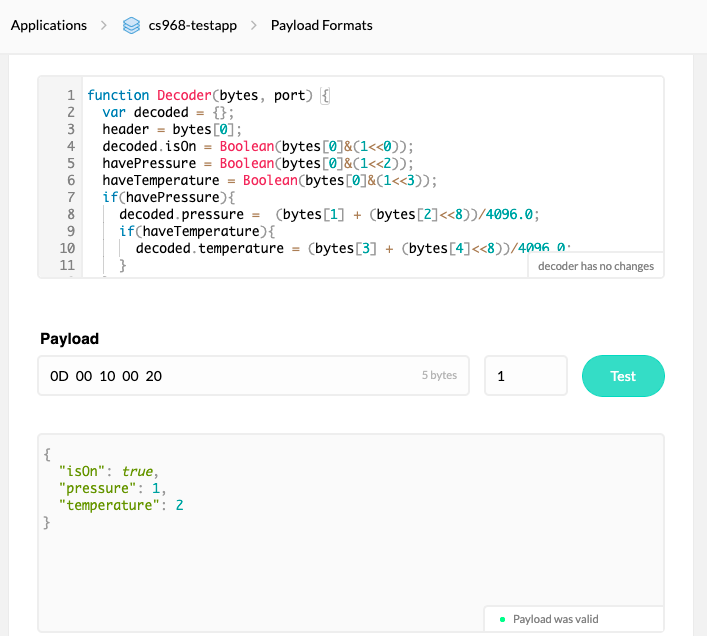 Applications > cs968-testapp > Payload Formats
1 function Decoder(bytes, port) {
2 var decoded = {};
3 header = bytes[0];
4 decoded.isOn = Boolean(bytes[0]&(1<<0));
5 havePressure = Boolean(bytes[0]&(1<<2));
6 haveTemperature = Boolean(bytes[0]&(1<<3));
7 if(havePressure){
8 decoded.pressure =  (bytes[1] + (bytes[2]<<8))/4096.0;
9 if(haveTemperature){
10 decoded.temperature = (bytes[3] + (bytes[4]<<8))/4096.0;
11 }
decoder has no changes
Payload
0D 00 10 00 20 5 bytes 1 Test
{
"isOn": true,
"pressure": 1,
"temperature": 2
}
Payload was valid